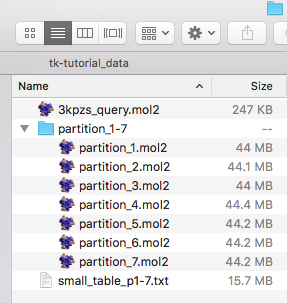 tk-tutorial_data
Name Size
3kpzs_query.mol2 247 KB
partition_1-7 --
partition_1.mol2 44 MB
partition_2.mol2 44.1 MB
partition_3.mol2 44 MB
partition_4.mol2 44.4 MB
partition_5.mol2 44.2 MB
partition_6.mol2 44.2 MB
partition_7.mol2 44.2 MB
small_table_p1-7.txt 15.7 MB